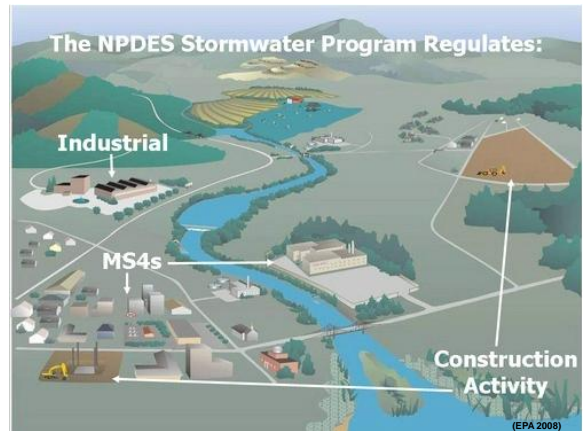 The NPDES Stormwater Program Regulates:
Industrial
MS4s
Construction
Activity
(EPA 2008)